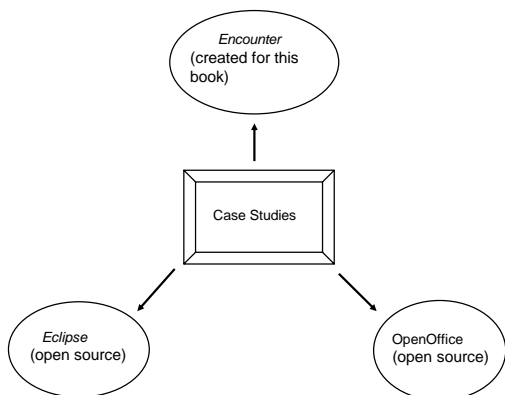 Encounter
(created for this
book)
Case Studies
Eclipse
(open source)
OpenOffice
(open source)